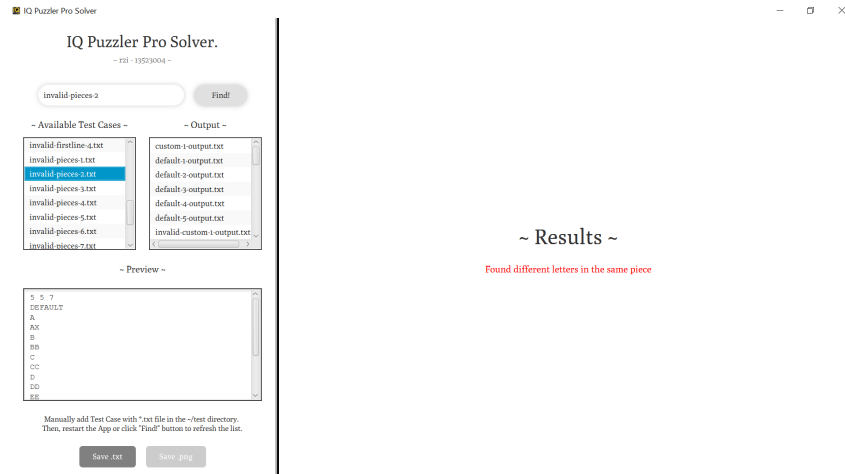 IQ Puzzler Pro Solver
IQ Puzzler Pro Solver.
~ rzi - 13523004 ~
invalid-pieces-2
Find!
~ Available Test Cases ~
invalid-firstline-4.txt
invalid-pieces-1.txt
invalid-pieces-2.txt
invalid-pieces-3.txt
invalid-pieces-4.txt
invalid-pieces-5.txt
invalid-pieces-6.txt
invalid-pieces-7.txt
~ Output ~
custom-1-output.txt
default-1-output.txt
default-2-output.txt
default-3-output.txt
default-4-output.txt
default-5-output.txt
invalid-custom-1-output.txt
~ Preview ~
5 5 7
DEFAULT
A
AX
B
BB
C
CC
D
DD
EE
Manually add Test Case with *.txt file in the ~/test directory.
Then, restart the App or click "Find!" button to refresh the list.
Save .txt
Save .png
~ Results ~
Found different letters in the same piece